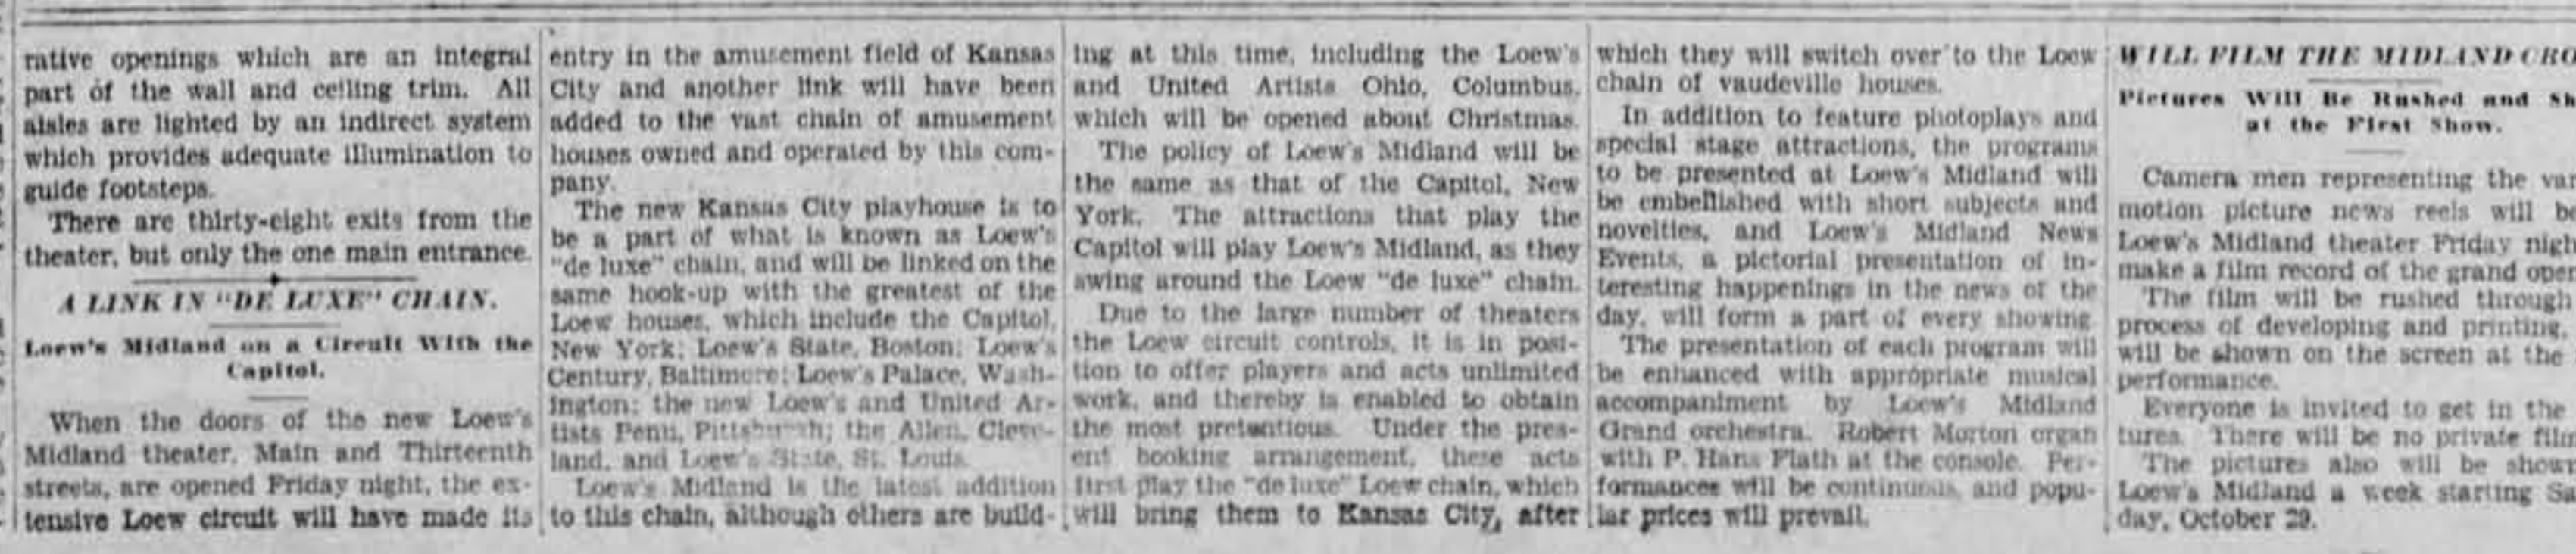 rative openings which are an integral
part of the wall and ceiling trim. All
aisles are lighted by an indirect system
which provides adequate illumination to
guide footsteps.
There are thirty-eight exits from the
theater, but only the one main entrance.
A LINK IN "DE LUXE" CHAIN.
Loew's Midland on a Circuit With the
Capitol.
When the doors of the new Loew's
Midland theater, Main and Thirteenth
streets, are opened Friday night, the ex-
tensive Loew circuit will have made its
entry in the amusement field of Kansas
City and another link will have been
added to the vast chain of amusement
houses owned and operated by this com-
pany.
The new Kansas City playhouse is to
be a part of what is known as Loew's
"de luxe" chain, and will be linked on the
same hook-up with the greatest of the
Loew houses, which include the Capitol,
New York; Loew's State, Boston; Loew's
Century, Baltimore; Loew's Palace, Wash-
ington; the new Loew's and United Ar-
tists Penn, Pittsburgh; the Allen, Cleve-
land, and Loew's State, St. Louis.
Loew's Midland is the latest addition
to this chain, although others are build-
ing at this time, including the Loew's
and United Artists Ohio, Columbus,
which will be opened about Christmas.
The policy of Loew's Midland will be
the same as that of the Capitol, New
York. The attractions that play the
Capitol will play Loew's Midland, as they
swing around the Loew "de luxe" chain.
Due to the large number of theaters
the Loew circuit controls, it is in posi-
tion to offer players and acts unlimited
work, and thereby is enabled to obtain
the most pretentious. Under the pres-
ent booking arrangement, these acts
first play the "de luxe" Loew chain, which
will bring them to Kansas City, after
which they will switch over to the Loew
chain of vaudeville houses.
In addition to feature photoplays and
special stage attractions, the programs
to be presented at Loew's Midland will
be embellished with short subjects and
novelties, and Loew's Midland News
Events, a pictorial presentation of in-
teresting happenings in the news of the
day, will form a part of every showing.
The presentation of each program will
be enhanced with appropriate musical
accompaniment by Loew's Midland
Grand orchestra. Robert Morton organ
with P. Hans Flath at the console. Per-
formances will be continuous, and popu-
lar prices will prevail.
WILL FILM THE MIDLAND CRO
Pictures Will Be Rushed and Sh
at the First Show.
Camera men representing the var
motion picture news reels will be
Loew's Midland theater Friday nigh
make a film record of the grand open
The film will be rushed through
process of developing and printing,
will be shown on the screen at the
performance.
Everyone is invited to get in the
tures. There will be no private film
The pictures also will be shown
Loew's Midland a week starting Sa
day, October 29.